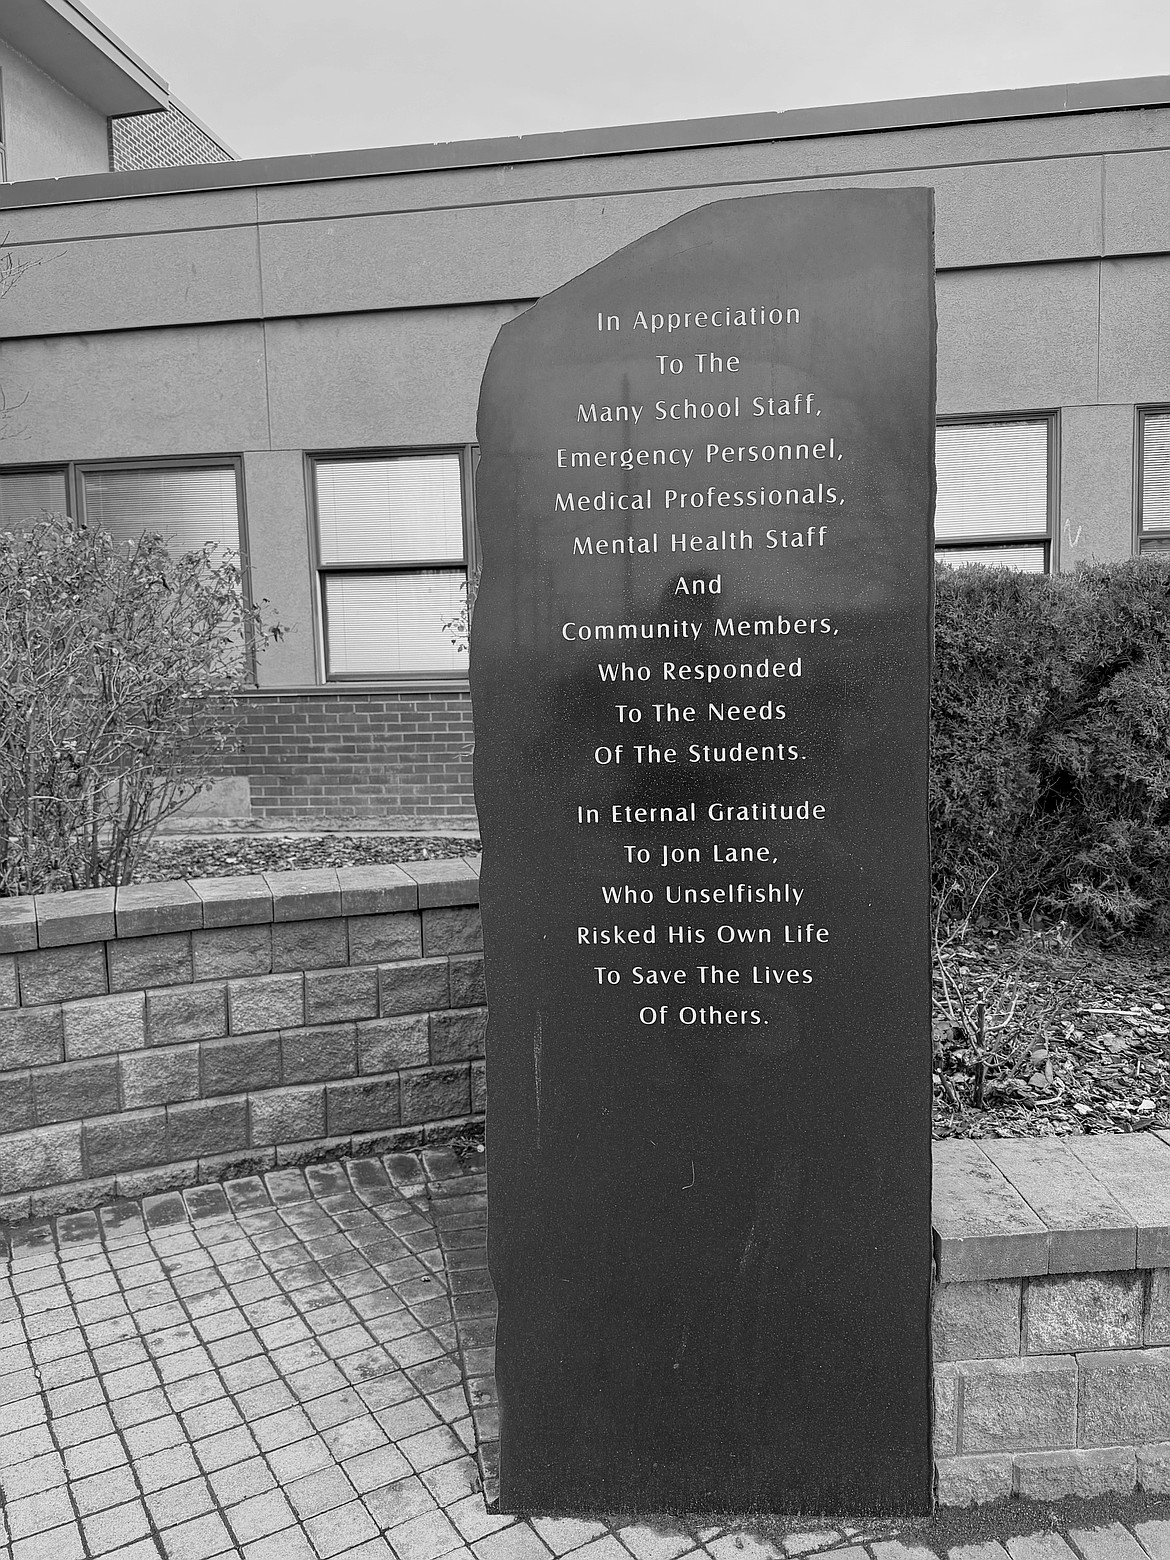 In Appreciation
To The
Many School Staff,
Emergency Personnel,
Medical Professionals,
Mental Health Staff
And
Community Members,
Who Responded
To The Needs
Of The Students.
In Eternal Gratitude
To Jon Lane,
Who Unselfishly
Risked His Own Life
To Save The Lives
Of Others.